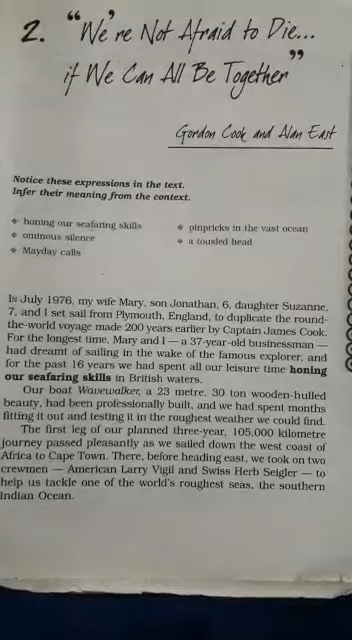 2. "We're Not Afraid to Die...
if We Can All Be Together"
Gordon Cook and Alan East
Notice these expressions in the text.
Infer their meaning from the context.
❖ honing our seafaring skills
❖ ominous silence
❖ Mayday calls
❖ pinpricks in the vast ocean
❖ a tousled head
IN July 1976, my wife Mary, son Jonathan, 6, daughter Suzanne,
7, and I set sail from Plymouth, England, to duplicate the round-
the-world voyage made 200 years earlier by Captain James Cook.
For the longest time, Mary and I — a 37-year-old businessman —
had dreamt of sailing in the wake of the famous explorer, and
for the past 16 years we had spent all our leisure time honing
our seafaring skills in British waters.
Our boat Wavewalker, a 23 metre, 30 ton wooden-hulled
beauty, had been professionally built, and we had spent months
fitting it out and testing it in the roughest weather we could find.
The first leg of our planned three-year, 105,000 kilometre
journey passed pleasantly as we sailed down the west coast of
Africa to Cape Town. There, before heading east, we took on two
crewmen — American Larry Vigil and Swiss Herb Seigler — to
help us tackle one of the world's roughest seas, the southern
Indian Ocean.